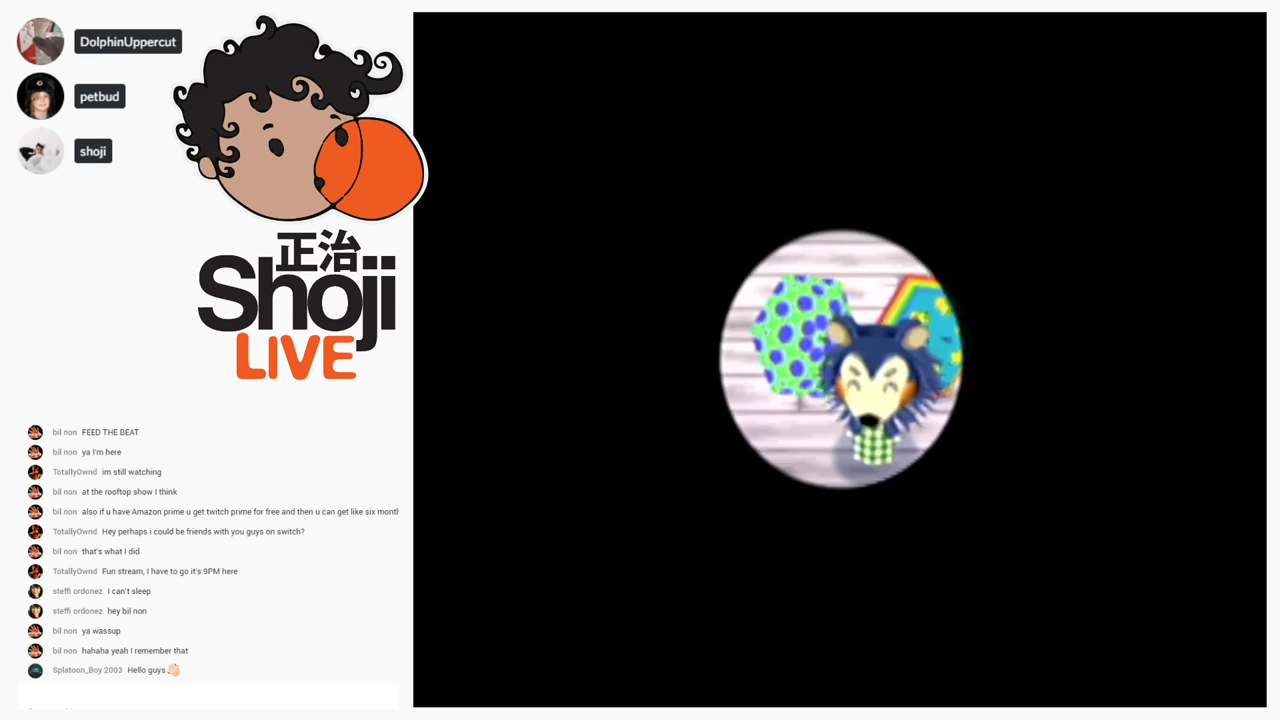 DolphinUppercut
petbud
shoji
正治
Shoji
LIVE
bil non FEED THE BEAT
bil non ya I'm here
TotallyOwnd im still watching
bil non at the rooftop show I think
bil non also if u have Amazon prime u get twitch prime for free and then u can get like six month
TotallyOwnd Hey perhaps i could be friends with you guys on switch?
bil non that's what I did
TotallyOwnd Fun stream, I have to go it's 9PM here
steffi ordonez I can't sleep
steffi ordonez hey bil non
bil non ya wassup
bil non hahaha yeah I remember that
Splatoon_Boy 2003 Hello guys